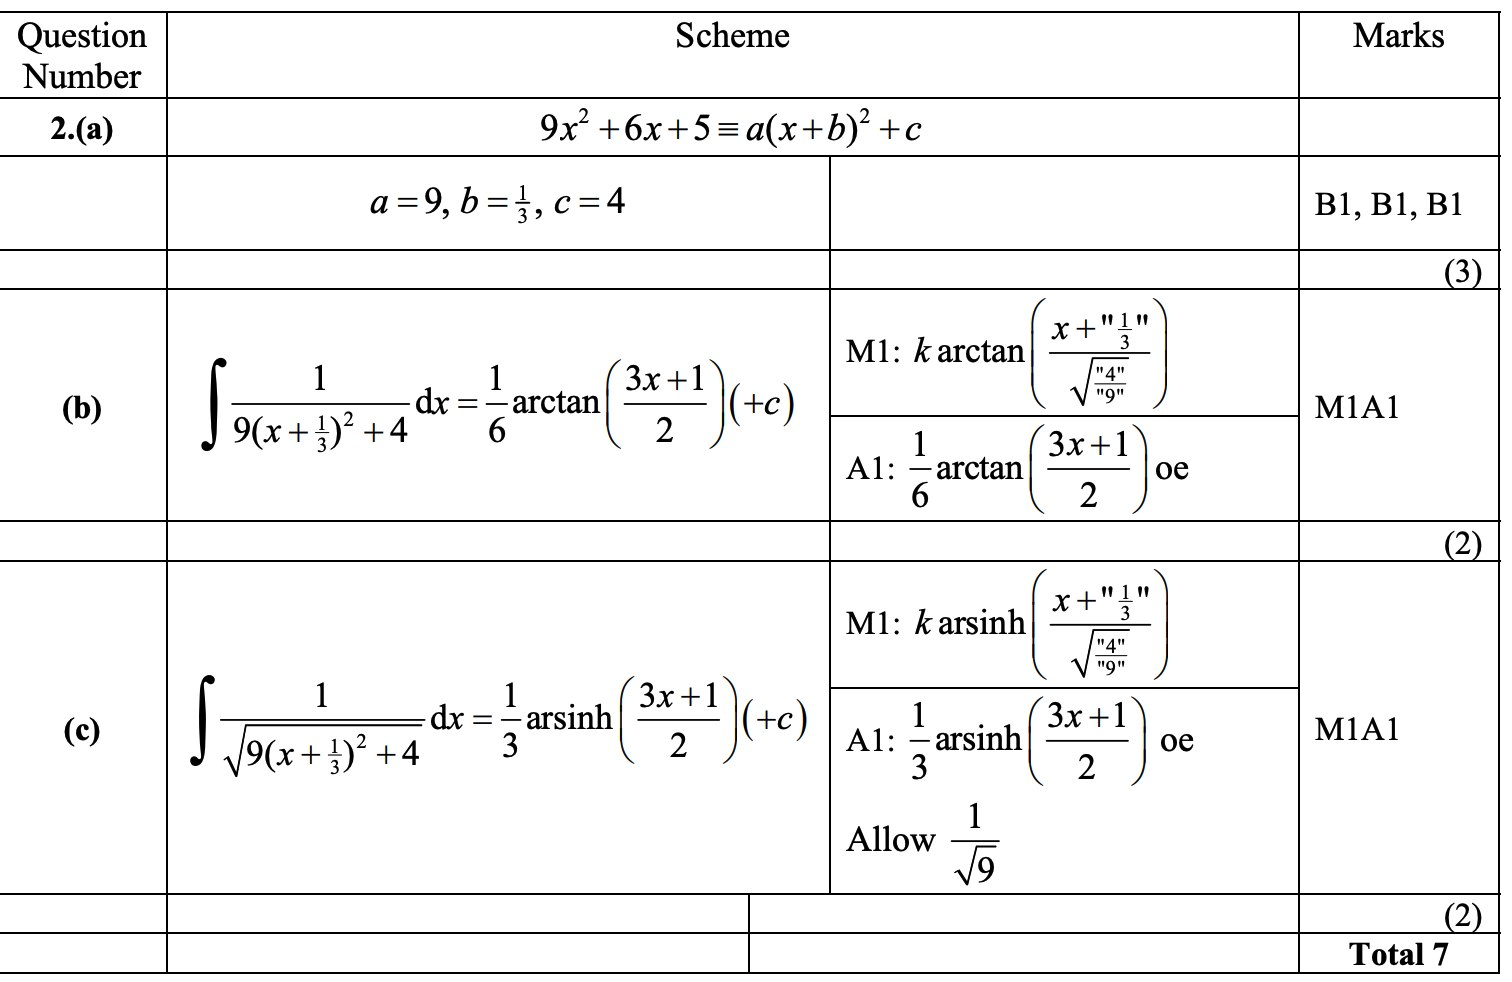 Question Number | Scheme | Marks
2.(a) | 9x² + 6x + 5 ≡ a(x + b)² + c
a = 9, b = 1/3, c = 4 | B1, B1, B1
(3)
(b) | ∫ 1/(9(x + 1/3)² + 4) dx = 1/6 arctan((3x + 1)/2) (+c) | M1: k arctan((x + "1/3")/√("4"/"9")) | M1A1
A1: 1/6 arctan((3x + 1)/2) oe
(2)
(c) | ∫ 1/√(9(x + 1/3)² + 4) dx = 1/3 arsinh((3x + 1)/2) (+c) | M1: k arsinh((x + "1/3")/√("4"/"9")) | M1A1
A1: 1/3 arsinh((3x + 1)/2) oe
Allow 1/√9
(2)
Total 7